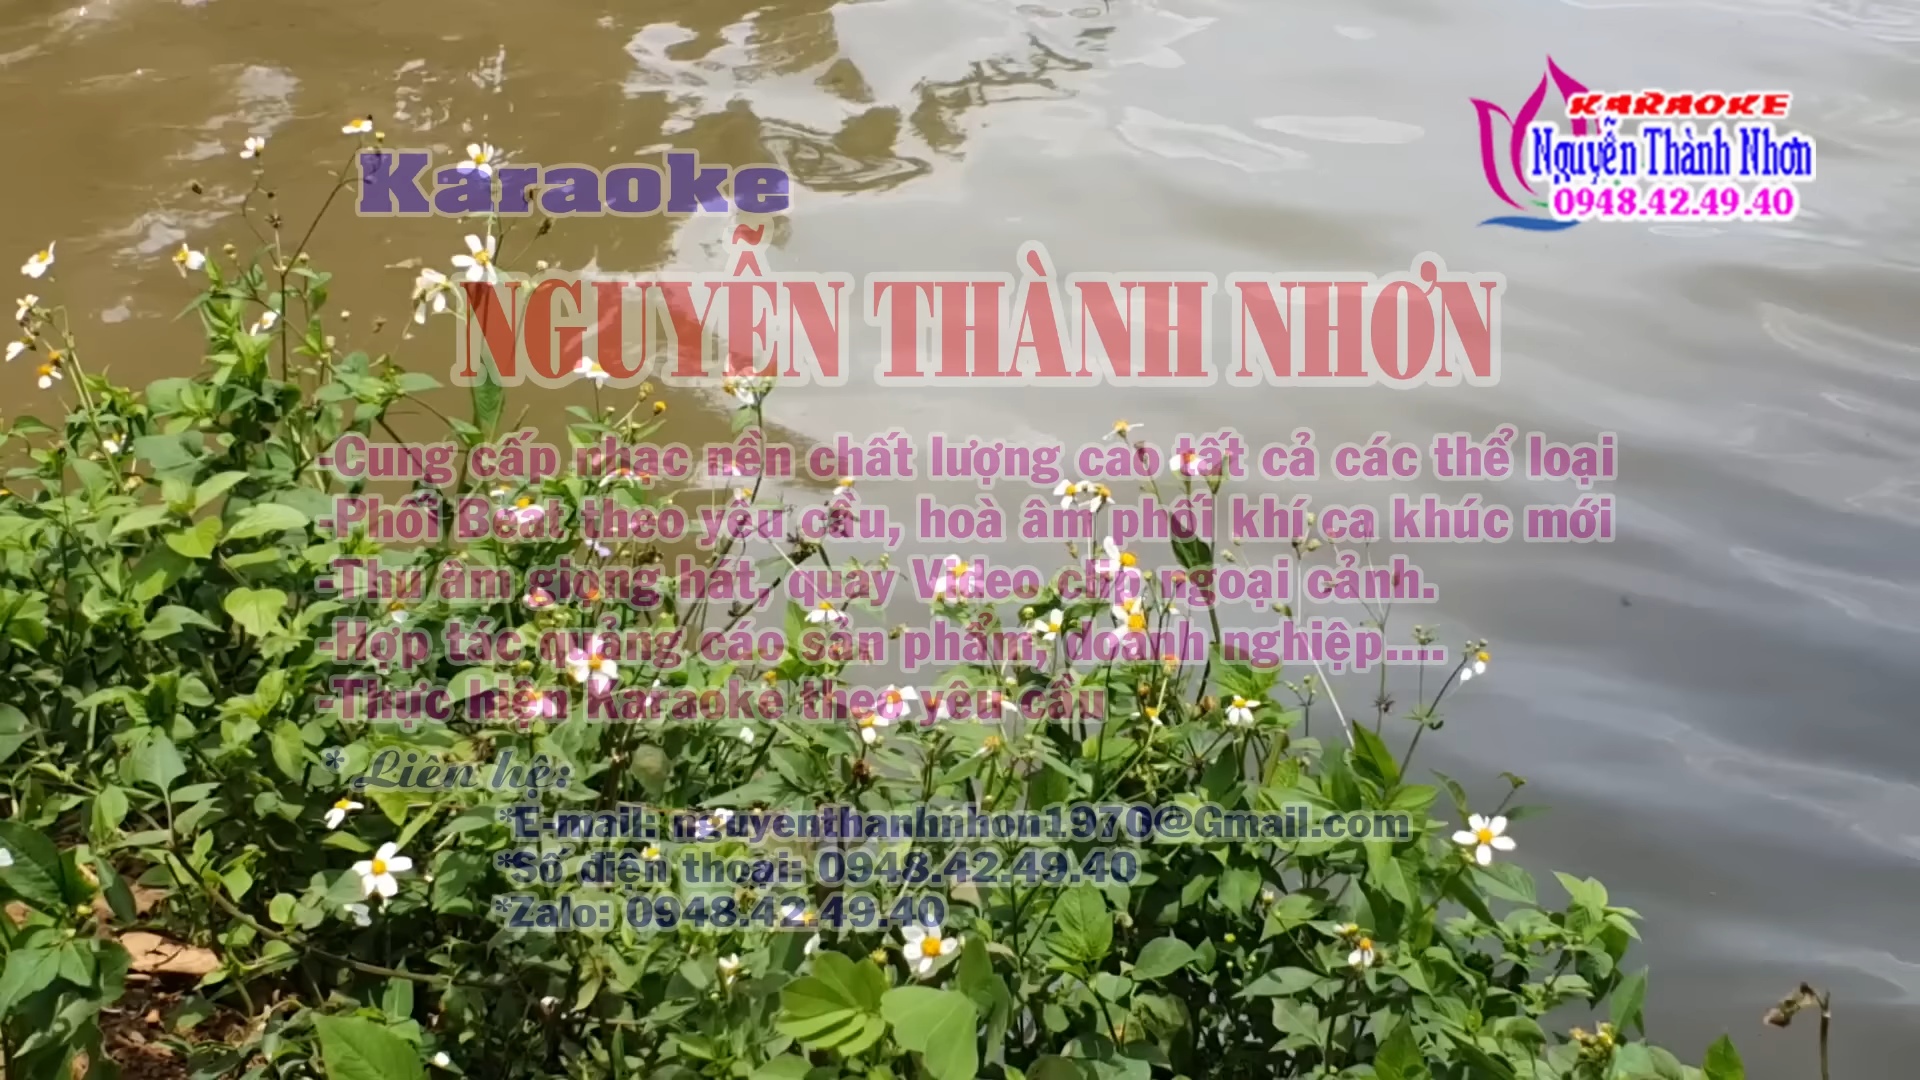 KARAOKE
Nguyễn Thành Nhơn
0948.42.49.40
Karaoke
NGUYỄN THÀNH NHƠN
-Cung cấp nhạc nền chất lượng cao tất cả các thể loại
-Phối Beat theo yêu cầu, hoà âm phối khí ca khúc mới
-Thu âm giọng hát, quay Video clip ngoại cảnh.
-Hợp tác quảng cáo sản phẩm, doanh nghiệp....
-Thực hiện Karaoke theo yêu cầu
* Liên hệ:
*E-mail: nguyenthanhnhon1970@Gmail.com
*Số điện thoại: 0948.42.49.40
*Zalo: 0948.42.49.40